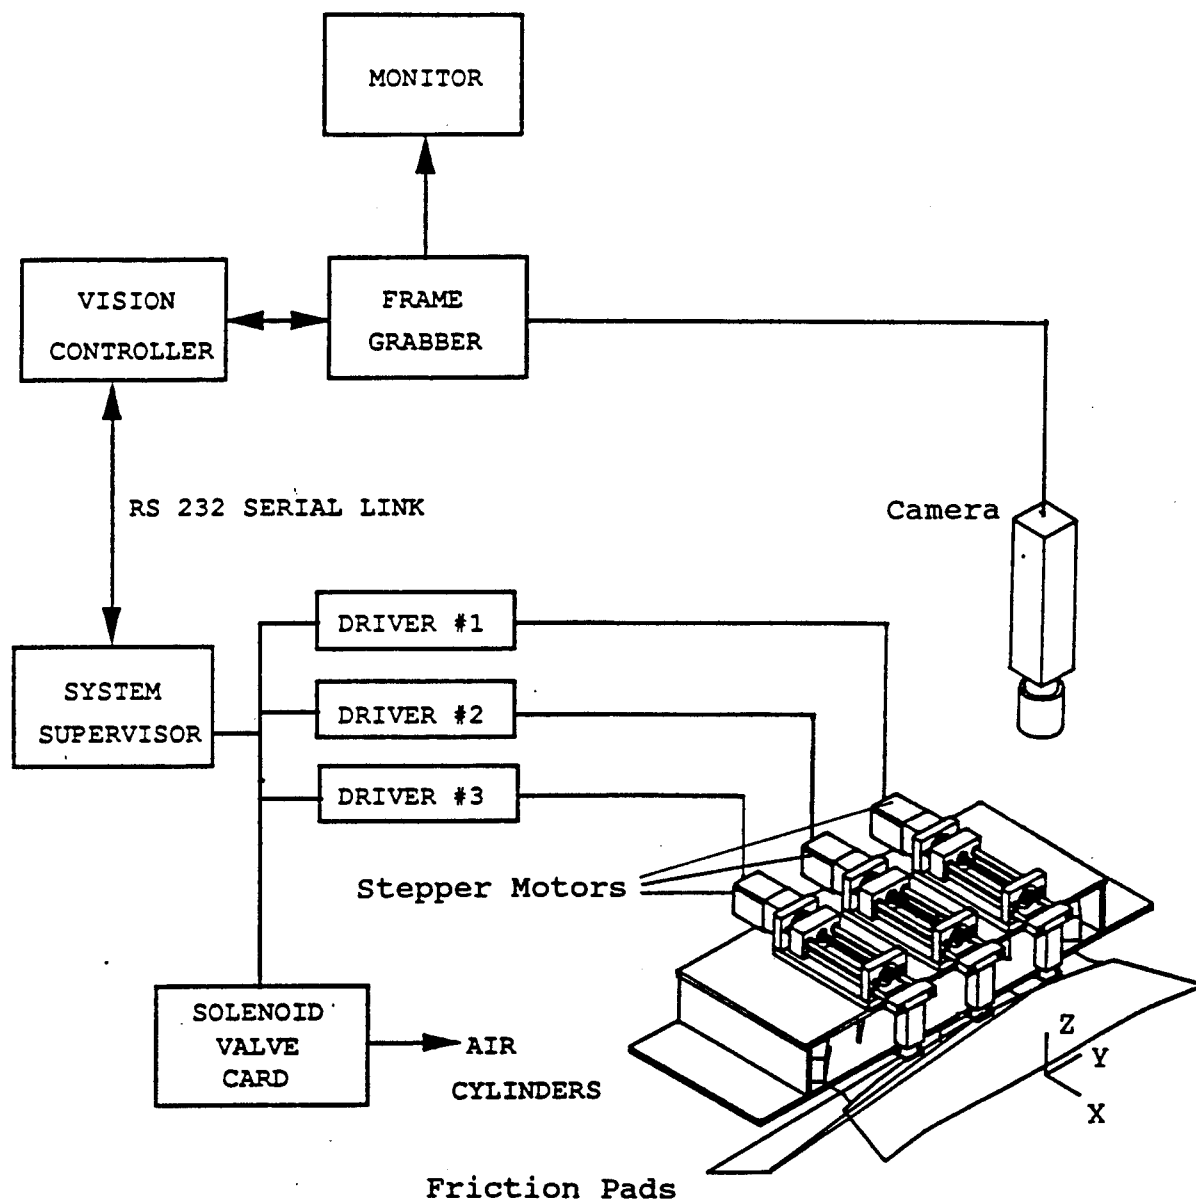 MONITOR
VISION
CONTROLLER
FRAME
GRABBER
RS 232 SERIAL LINK
Camera
DRIVER #1
SYSTEM
SUPERVISOR
DRIVER #2
DRIVER #3
Stepper Motors
SOLENOID
VALVE
CARD
AIR
CYLINDERS
Z
Y
X
Friction Pads